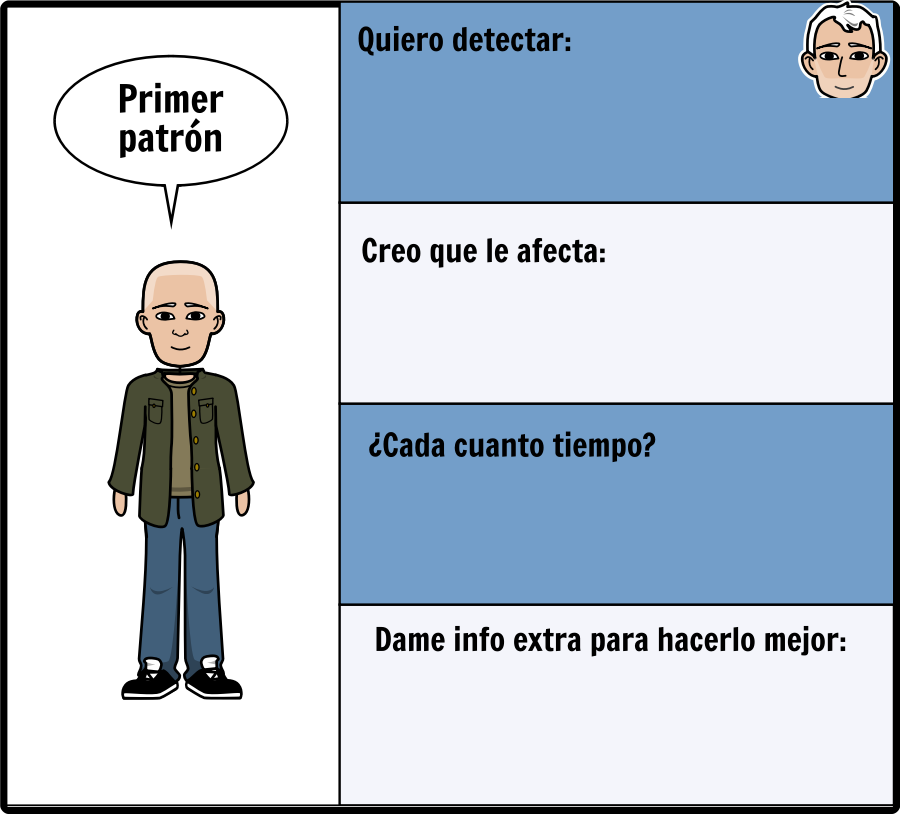 Primer
patrón
Quiero detectar:
Creo que le afecta:
¿Cada cuanto tiempo?
Dame info extra para hacerlo mejor: